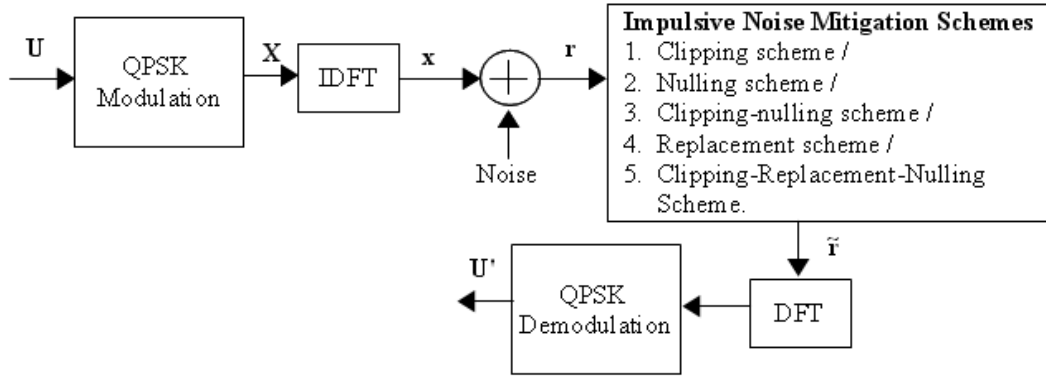 U
QPSK
Modulation
X
IDFT
x
r
Noise
Impulsive Noise Mitigation Schemes
1. Clipping scheme /
2. Nulling scheme /
3. Clipping-nulling scheme /
4. Replacement scheme /
5. Clipping-Replacement-Nulling
Scheme.
r̃
DFT
QPSK
Demodulation
U'